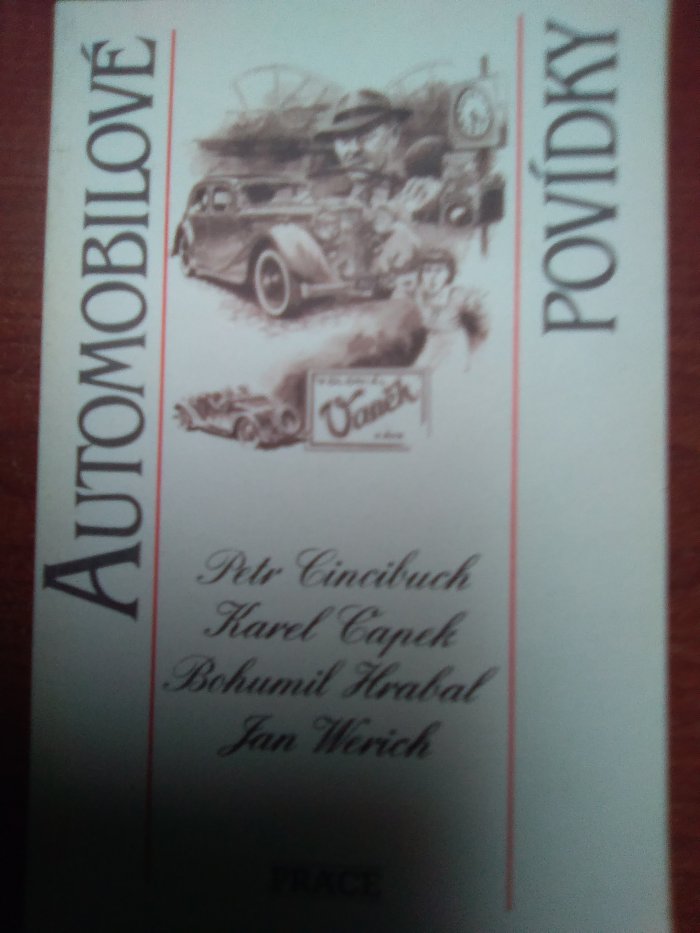 AUTOMOBILOVÉ
POVÍDKY
Vaněk
Petr Cincibuch
Karel Čapek
Bohumil Hrabal
Jan Werich
PRÁCE